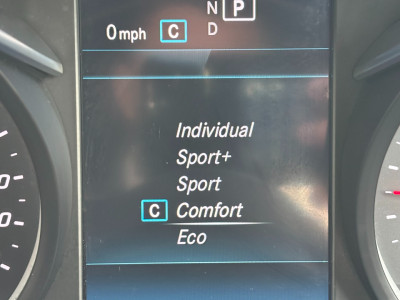 N P
0 mph C D
Individual
Sport+
Sport
C Comfort
Eco